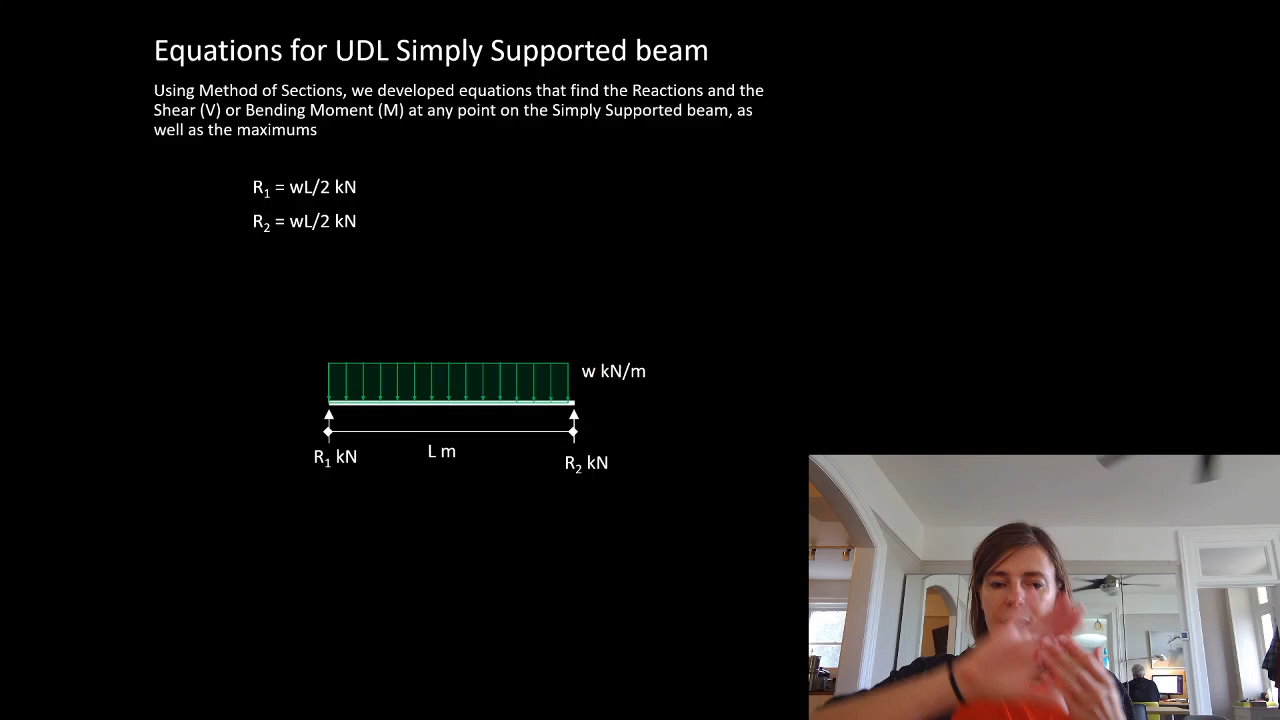 Equations for UDL Simply Supported beam
Using Method of Sections, we developed equations that find the Reactions and the
Shear (V) or Bending Moment (M) at any point on the Simply Supported beam, as
well as the maximums
R₁ = wL/2 kN
R₂ = wL/2 kN
w kN/m
R₁ kN
L m
R₂ kN